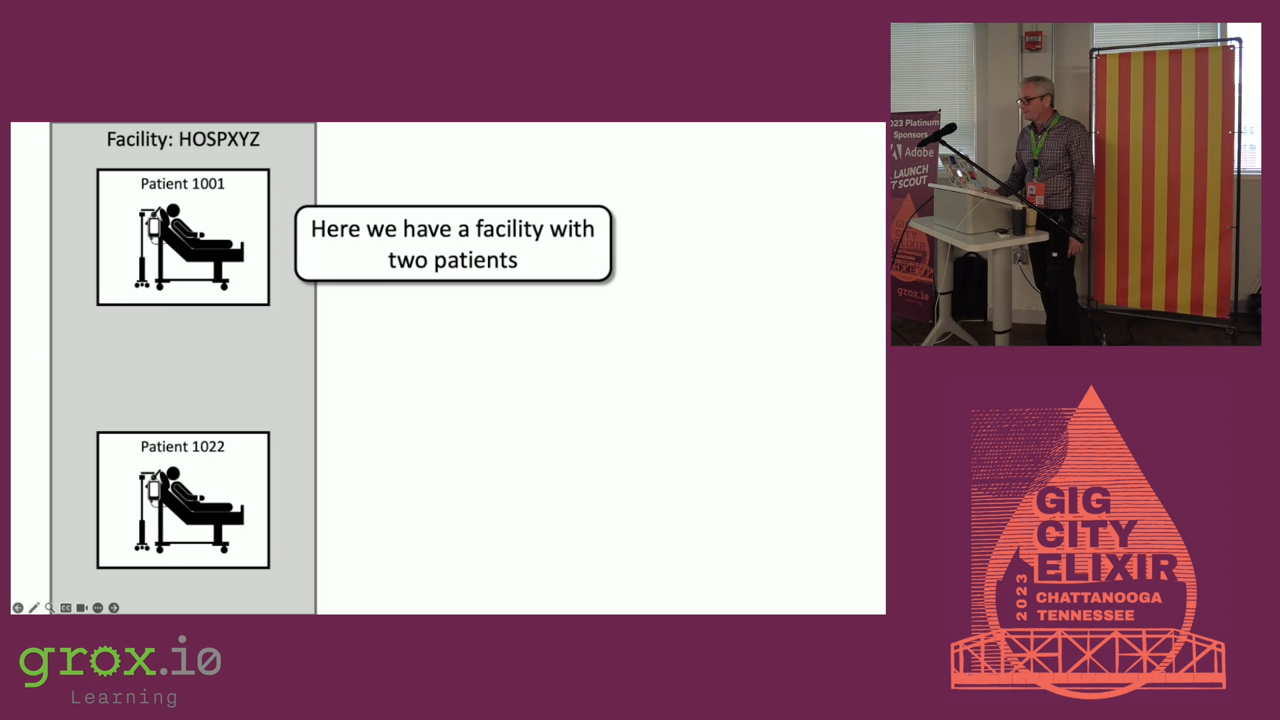 Facility: HOSPXYZ
Patient 1001
Here we have a facility with
two patients
Patient 1022
2023 Platinum
Sponsors
Adobe
LAUNCH
SCOUT
grox.io
GIG
CITY
ELIXIR
2023
CHATTANOOGA
TENNESSEE
grox.io
Learning